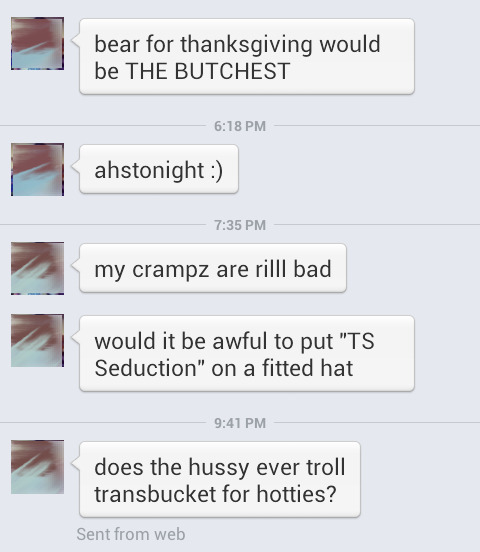 bear for thanksgiving would
be THE BUTCHEST
6:18 PM
ahstonight :)
7:35 PM
my crampz are rilll bad
would it be awful to put "TS
Seduction" on a fitted hat
9:41 PM
does the hussy ever troll
transbucket for hotties?
Sent from web